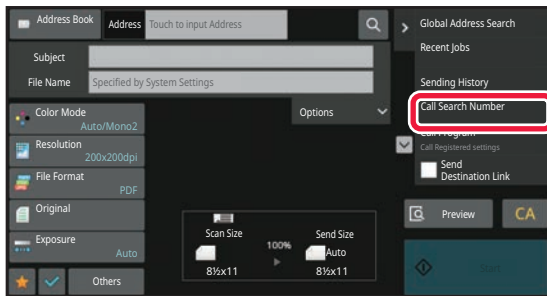 Address Book
Address
Touch to input Address
Subject
File Name
Specified by System Settings
Color Mode
Auto/Mono2
Resolution
200x200dpi
File Format
PDF
Original
Exposure
Auto
Others
Options
Scan Size
8½x11
100%
Send Size
Auto
8½x11
Global Address Search
Recent Jobs
Sending History
Call Search Number
Call Program
Call Registered settings
Send
Destination Link
Preview
CA
Start